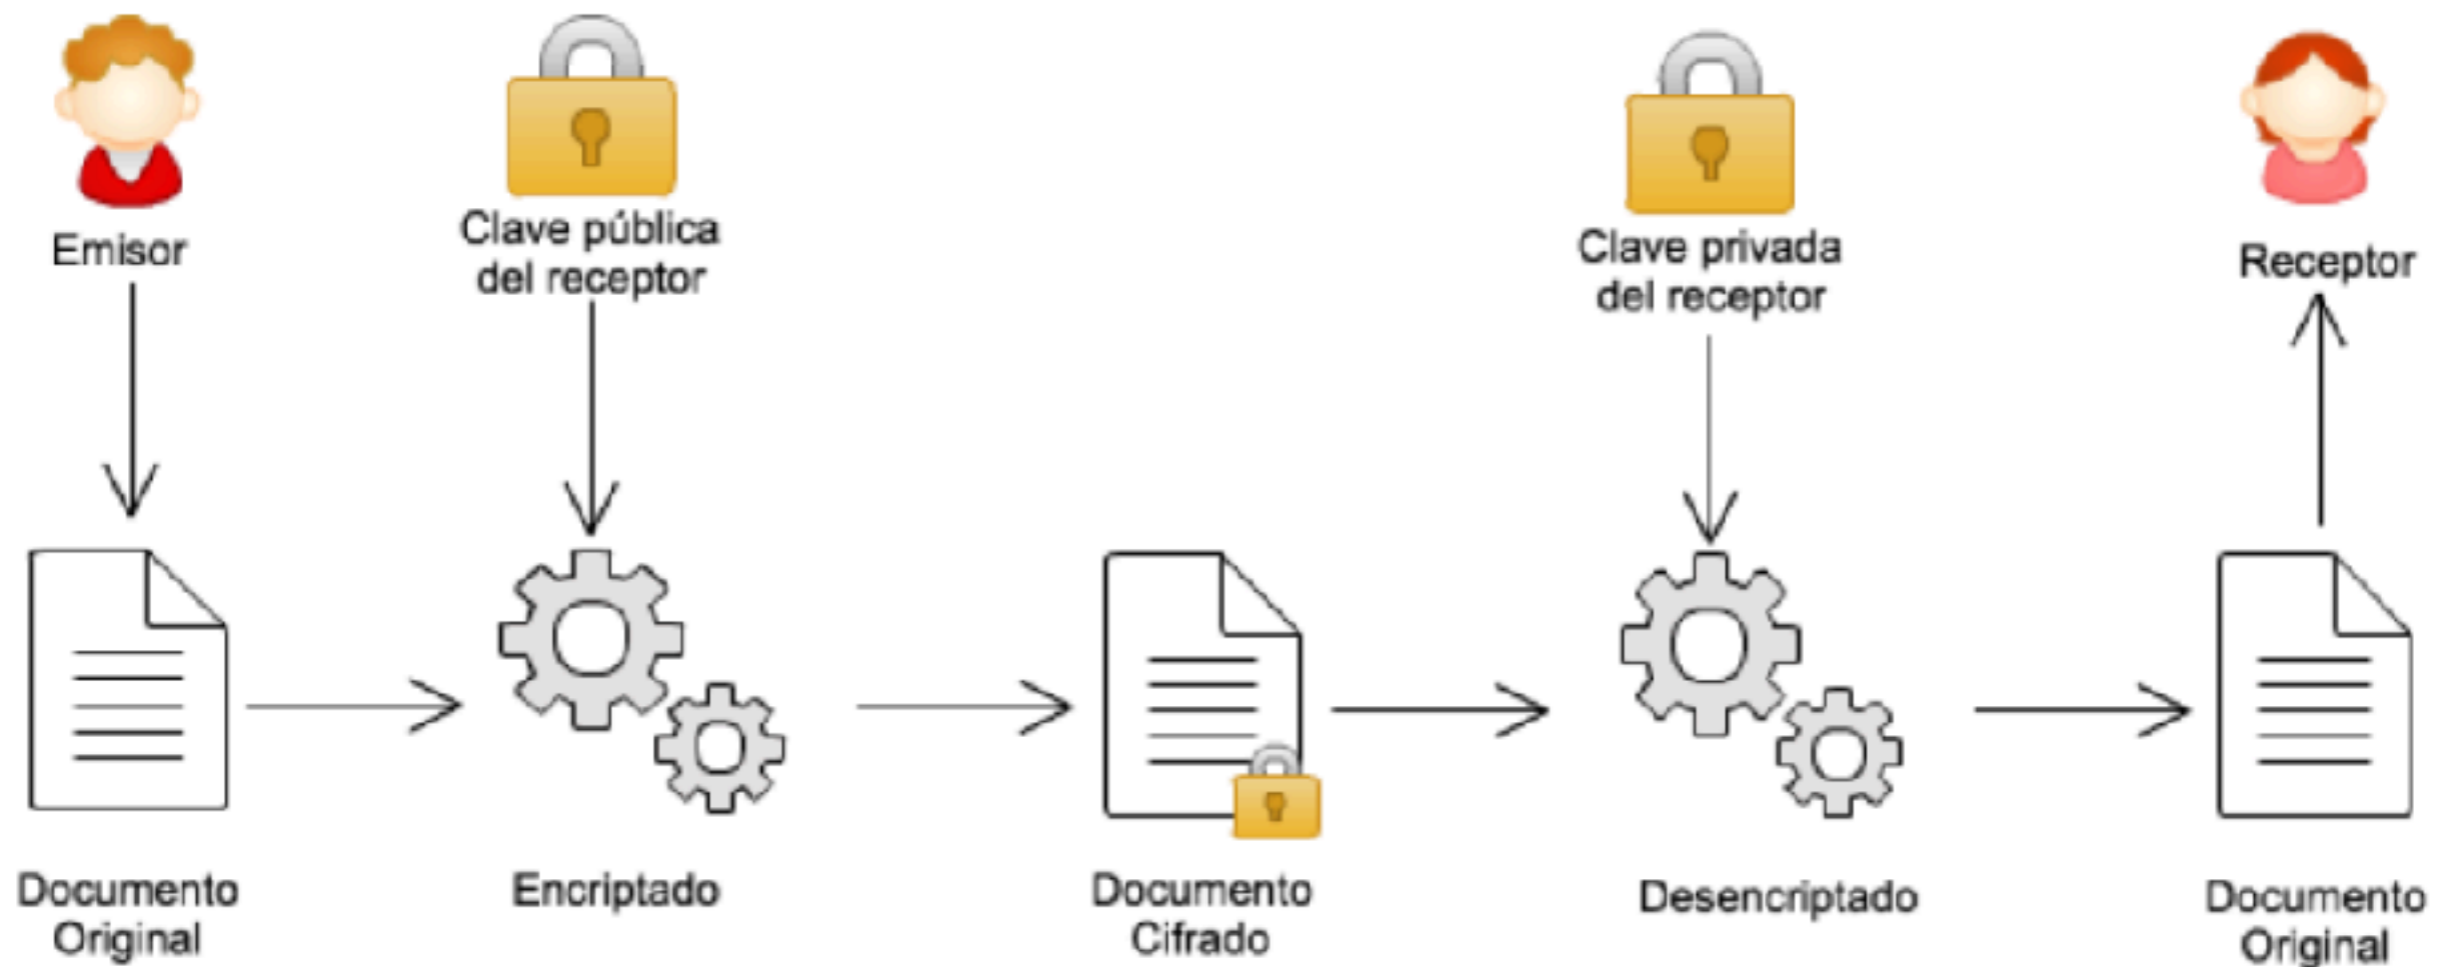 Emisor
Clave pública
del receptor
Clave privada
del receptor
Receptor
Documento
Original
Encriptado
Documento
Cifrado
Desencriptado
Documento
Original